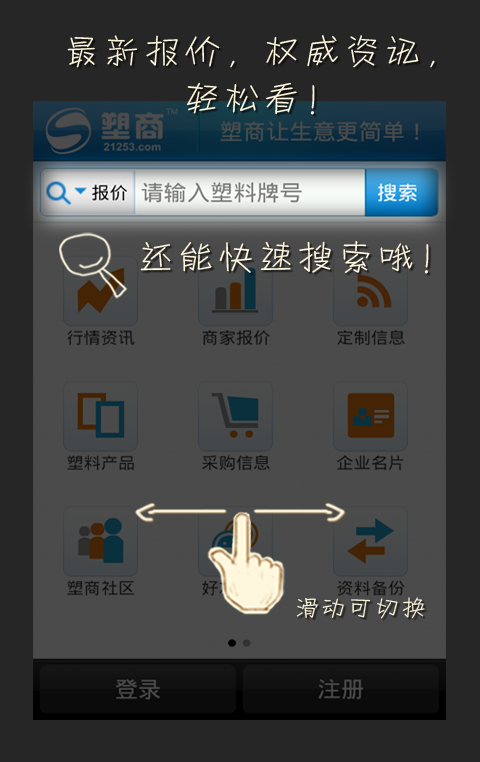 最新报价，权威资讯，
轻松看！
塑商™
21253.com
塑商让生意更简单！
报价
请输入塑料牌号
搜索
还能快速搜索哦！
行情资讯
商家报价
定制信息
塑料产品
采购信息
企业名片
塑商社区
好
资料备份
滑动可切换
登录
注册